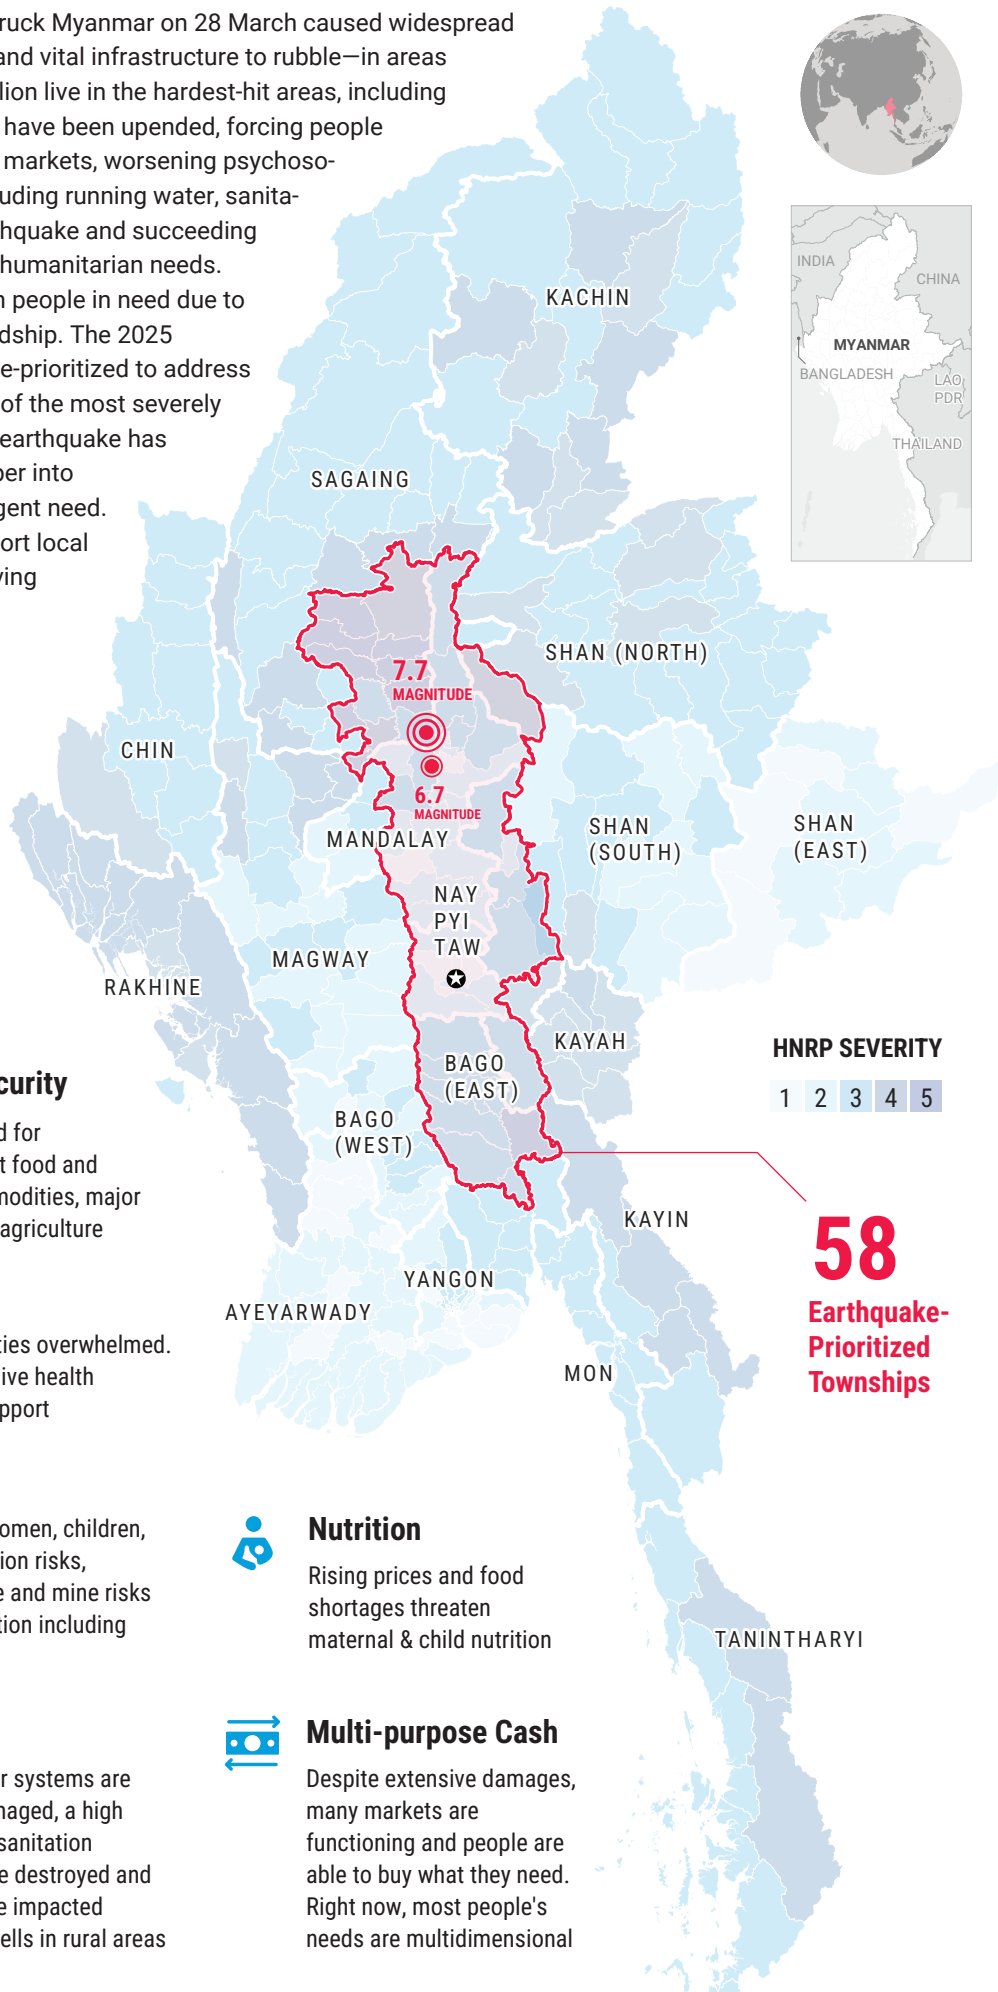 ruck Myanmar on 28 March caused widespread
and vital infrastructure to rubble—in areas
lion live in the hardest-hit areas, including
have been upended, forcing people
markets, worsening psychoso-
uding running water, sanita-
hquake and succeeding
humanitarian needs.
n people in need due to
dship. The 2025
e-prioritized to address
of the most severely
earthquake has
per into
gent need.
ort local
ving
INDIA
CHINA
MYANMAR
BANGLADESH
LAO
PDR
THAILAND
KACHIN
SAGAING
SHAN (NORTH)
7.7
MAGNITUDE
6.7
MAGNITUDE
CHIN
MANDALAY
SHAN
(SOUTH)
SHAN
(EAST)
NAY
PYI
TAW
MAGWAY
RAKHINE
KAYAH
BAGO
(EAST)
BAGO
(WEST)
HNRP SEVERITY
1 2 3 4 5
KAYIN
58
Earthquake-
Prioritized
Townships
YANGON
AYEYARWADY
MON
TANINTHARYI
curity
d for
t food and
modities, major
agriculture
ties overwhelmed.
ive health
pport
omen, children,
ion risks,
e and mine risks
tion including
r systems are
naged, a high
sanitation
e destroyed and
e impacted
ells in rural areas
Nutrition
Rising prices and food
shortages threaten
maternal & child nutrition
Multi-purpose Cash
Despite extensive damages,
many markets are
functioning and people are
able to buy what they need.
Right now, most people's
needs are multidimensional